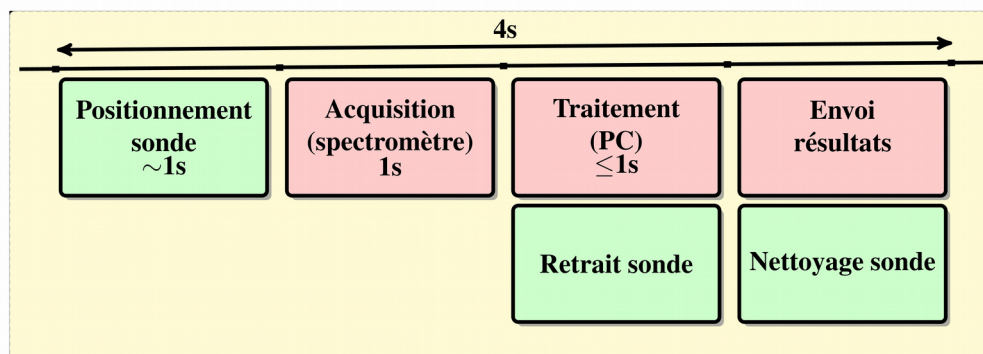 4s
Positionnement
sonde
~1s
Acquisition
(spectromètre)
1s
Traitement
(PC)
≤1s
Envoi
résultats
Retrait sonde
Nettoyage sonde